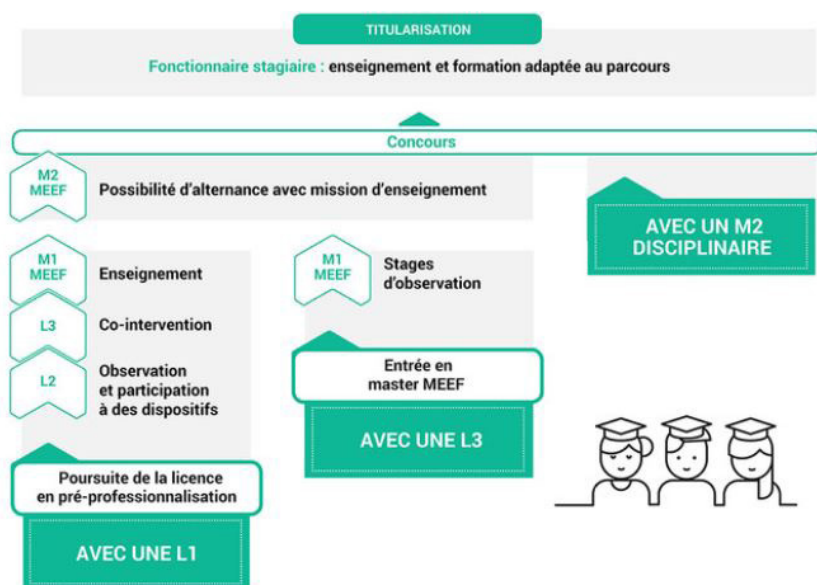 TITULARISATION
Fonctionnaire stagiaire : enseignement et formation adaptée au parcours
Concours
M2
MEEF
Possibilité d'alternance avec mission d'enseignement
AVEC UN M2
DISCIPLINAIRE
M1
MEEF
Enseignement
L3
Co-intervention
L2
Observation
et participation
à des dispositifs
Poursuite de la licence
en pré-professionnalisation
AVEC UNE L1
M1
MEEF
Stages
d'observation
Entrée en
master MEEF
AVEC UNE L3